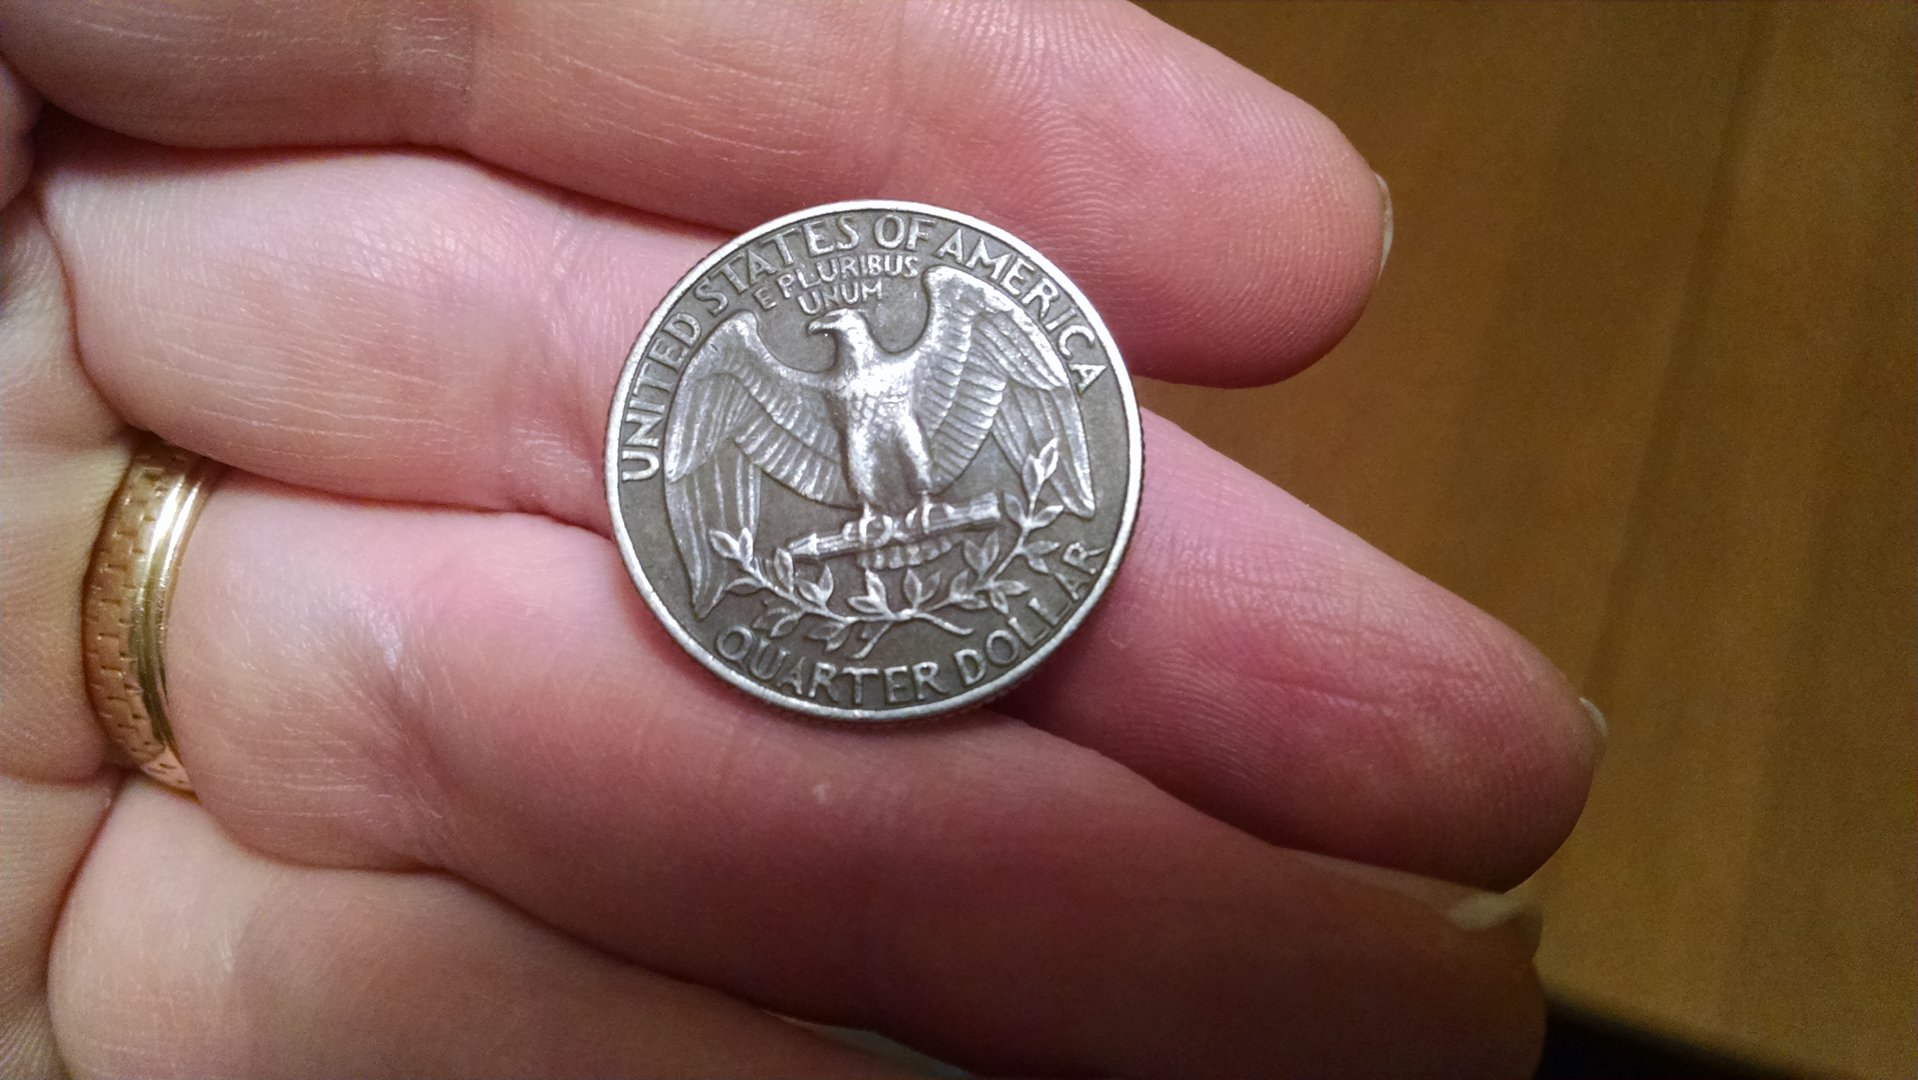 UNITED STATES OF AMERICA
E PLURIBUS
UNUM
QUARTER DOLLAR